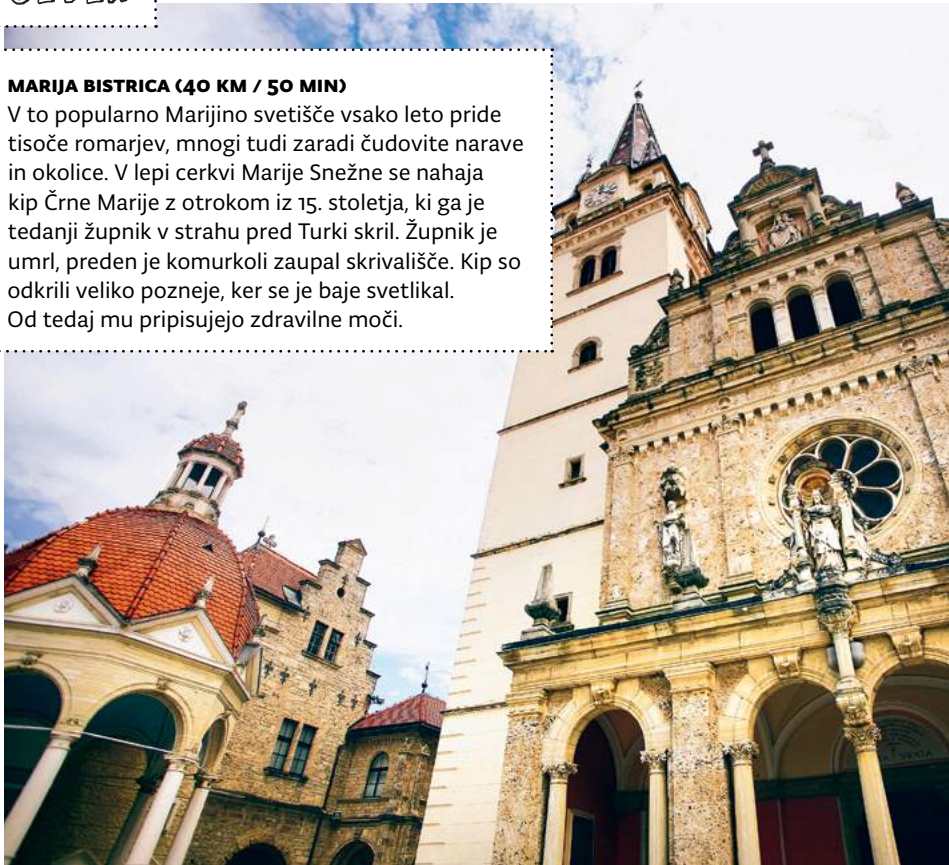 MARIJA BISTRICA (40 KM / 50 MIN)
V to popularno Marijino svetišče vsako leto pride
tisoče romarjev, mnogi tudi zaradi čudovite narave
in okolice. V lepi cerkvi Marije Snežne se nahaja
kip Črne Marije z otrokom iz 15. stoletja, ki ga je
tedanji župnik v strahu pred Turki skril. Župnik je
umrl, preden je komurkoli zaupal skrivališče. Kip so
odkrili veliko pozneje, ker se je baje svetlikal.
Od tedaj mu pripisujejo zdravilne moči.